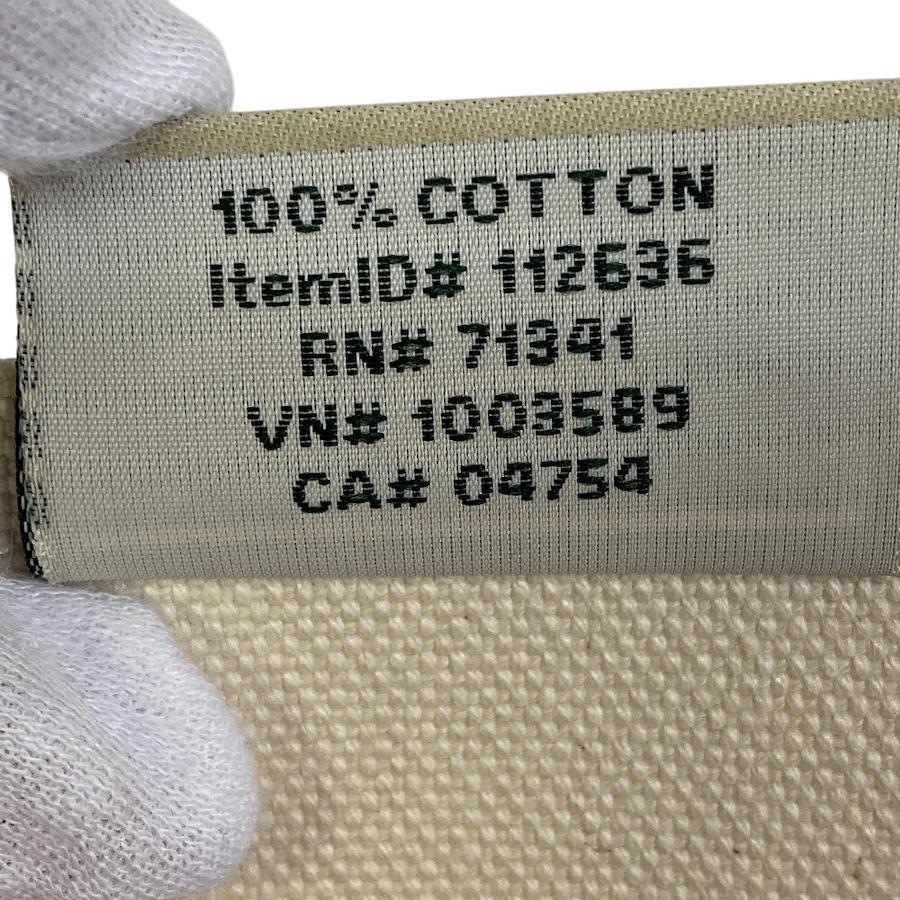 100% COTTON
ItemID# 112636
RN# 71341
VN# 1003589
CA# 04754